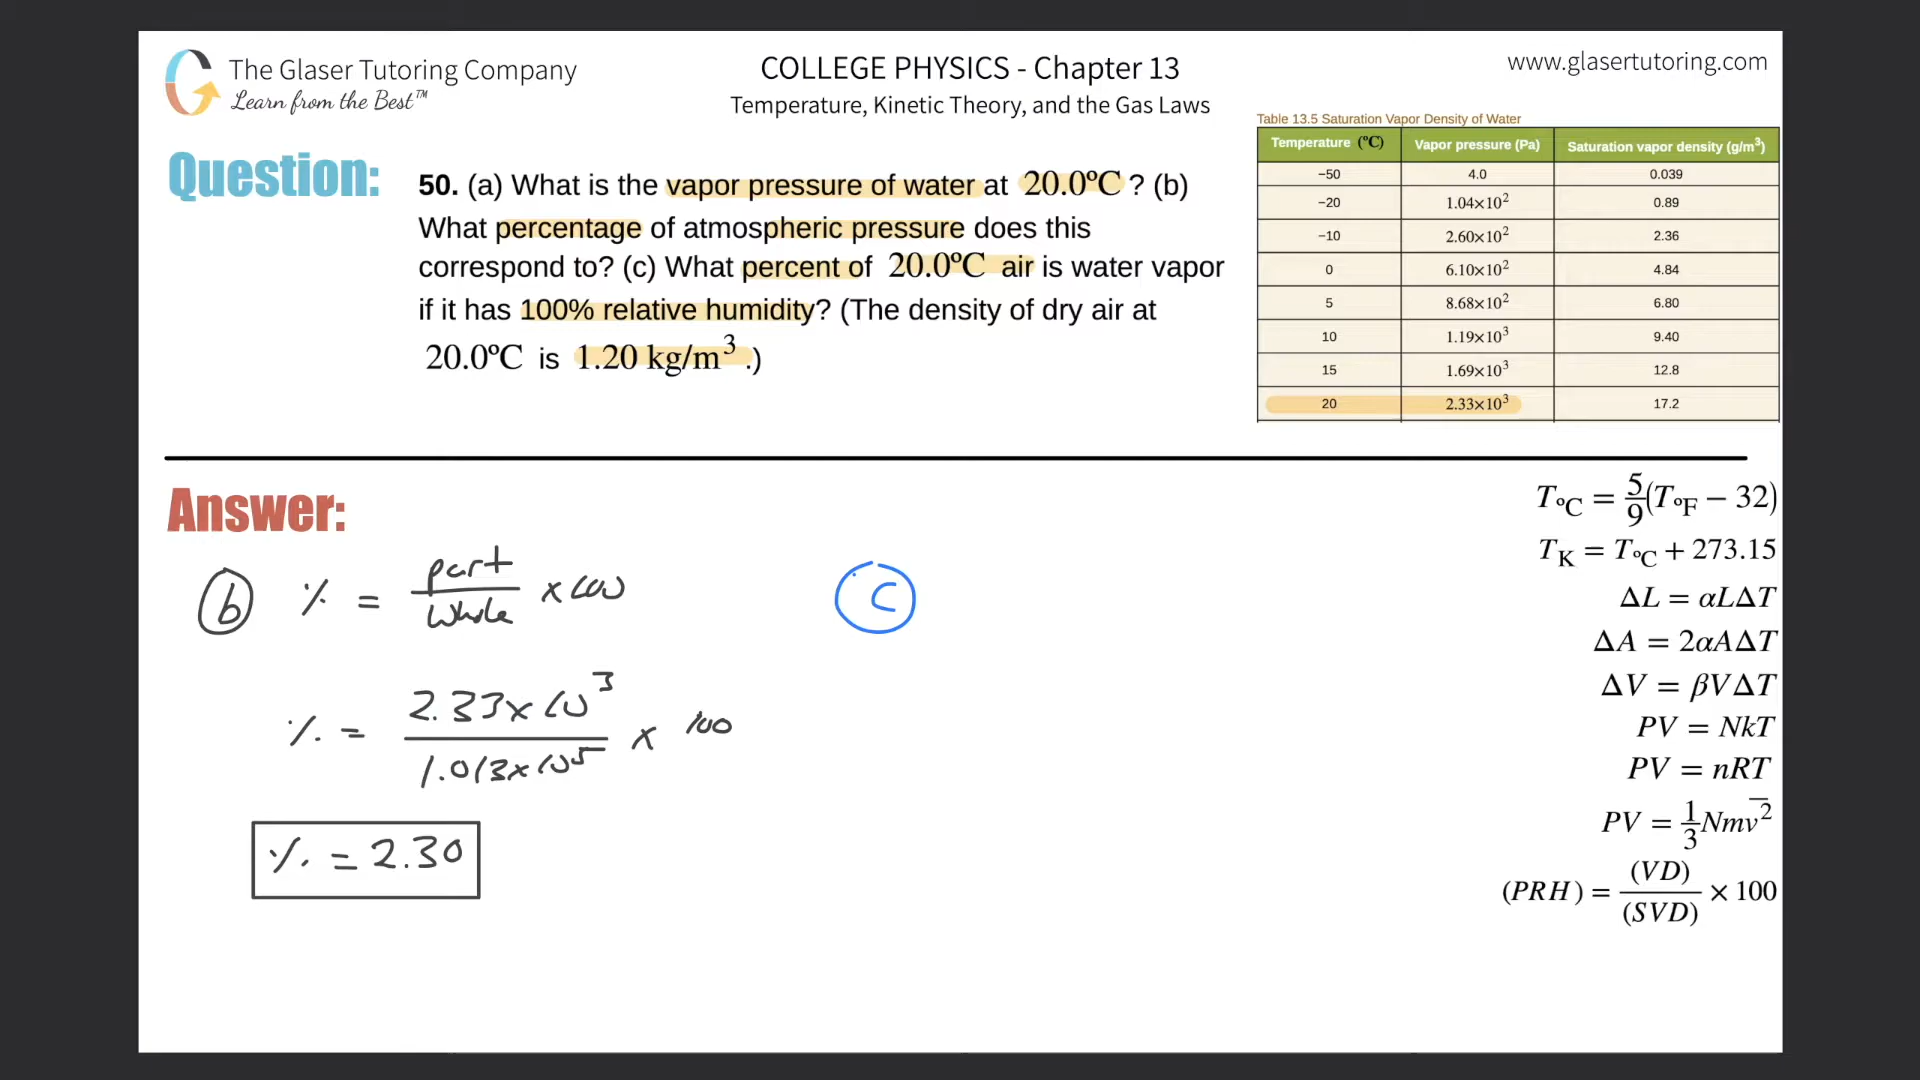 The Glaser Tutoring Company
Learn from the Best™
COLLEGE PHYSICS - Chapter 13
Temperature, Kinetic Theory, and the Gas Laws
www.glasertutoring.com
Question:
50. (a) What is the vapor pressure of water at 20.0ºC ? (b)
What percentage of atmospheric pressure does this
correspond to? (c) What percent of 20.0ºC air is water vapor
if it has 100% relative humidity? (The density of dry air at
20.0ºC is 1.20 kg/m³ .)
Table 13.5 Saturation Vapor Density of Water
Temperature (ºC) Vapor pressure (Pa) Saturation vapor density (g/m³)
−50 4.0 0.039
−20 1.04×10² 0.89
−10 2.60×10² 2.36
0 6.10×10² 4.84
5 8.68×10² 6.80
10 1.19×10³ 9.40
15 1.69×10³ 12.8
20 2.33×10³ 17.2
Answer:
b % = part / whole × 100
% = 2.33 × 10³ / 1.013 × 10⁵ × 100
% = 2.30
C
TºC = 5/9(TºF − 32)
TK = TºC + 273.15
ΔL = αLΔT
ΔA = 2αAΔT
ΔV = βVΔT
PV = NkT
PV = nRT
PV = 1/3 Nmv̅²
(PRH) = (VD)/(SVD) × 100